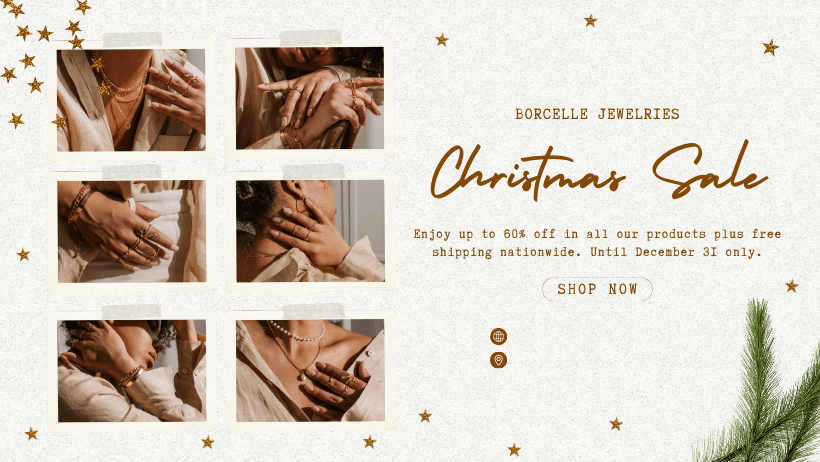 BORCELLE JEWELRIES
Christmas Sale
Enjoy up to 60% off in all our products plus free
shipping nationwide. Until December 31 only.
SHOP NOW